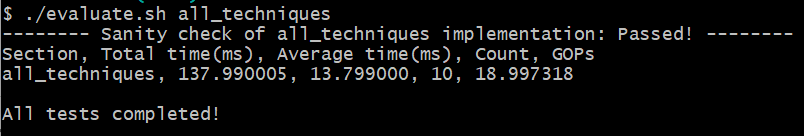 $ ./evaluate.sh all_techniques
-------- Sanity check of all_techniques implementation: Passed! --------
Section, Total time(ms), Average time(ms), Count, GOPs
all_techniques, 137.990005, 13.799000, 10, 18.997318
All tests completed!